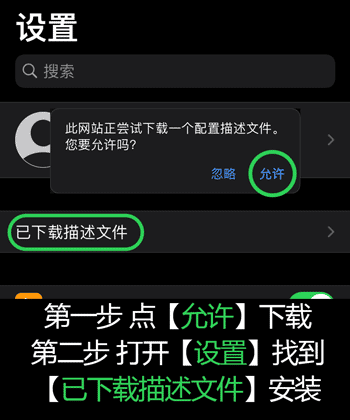 设置
搜索
此网站正尝试下载一个配置描述文件。
您要允许吗?
忽略 允许
已下载描述文件
第一步 点【允许】下载
第二步 打开【设置】找到
【已下载描述文件】安装